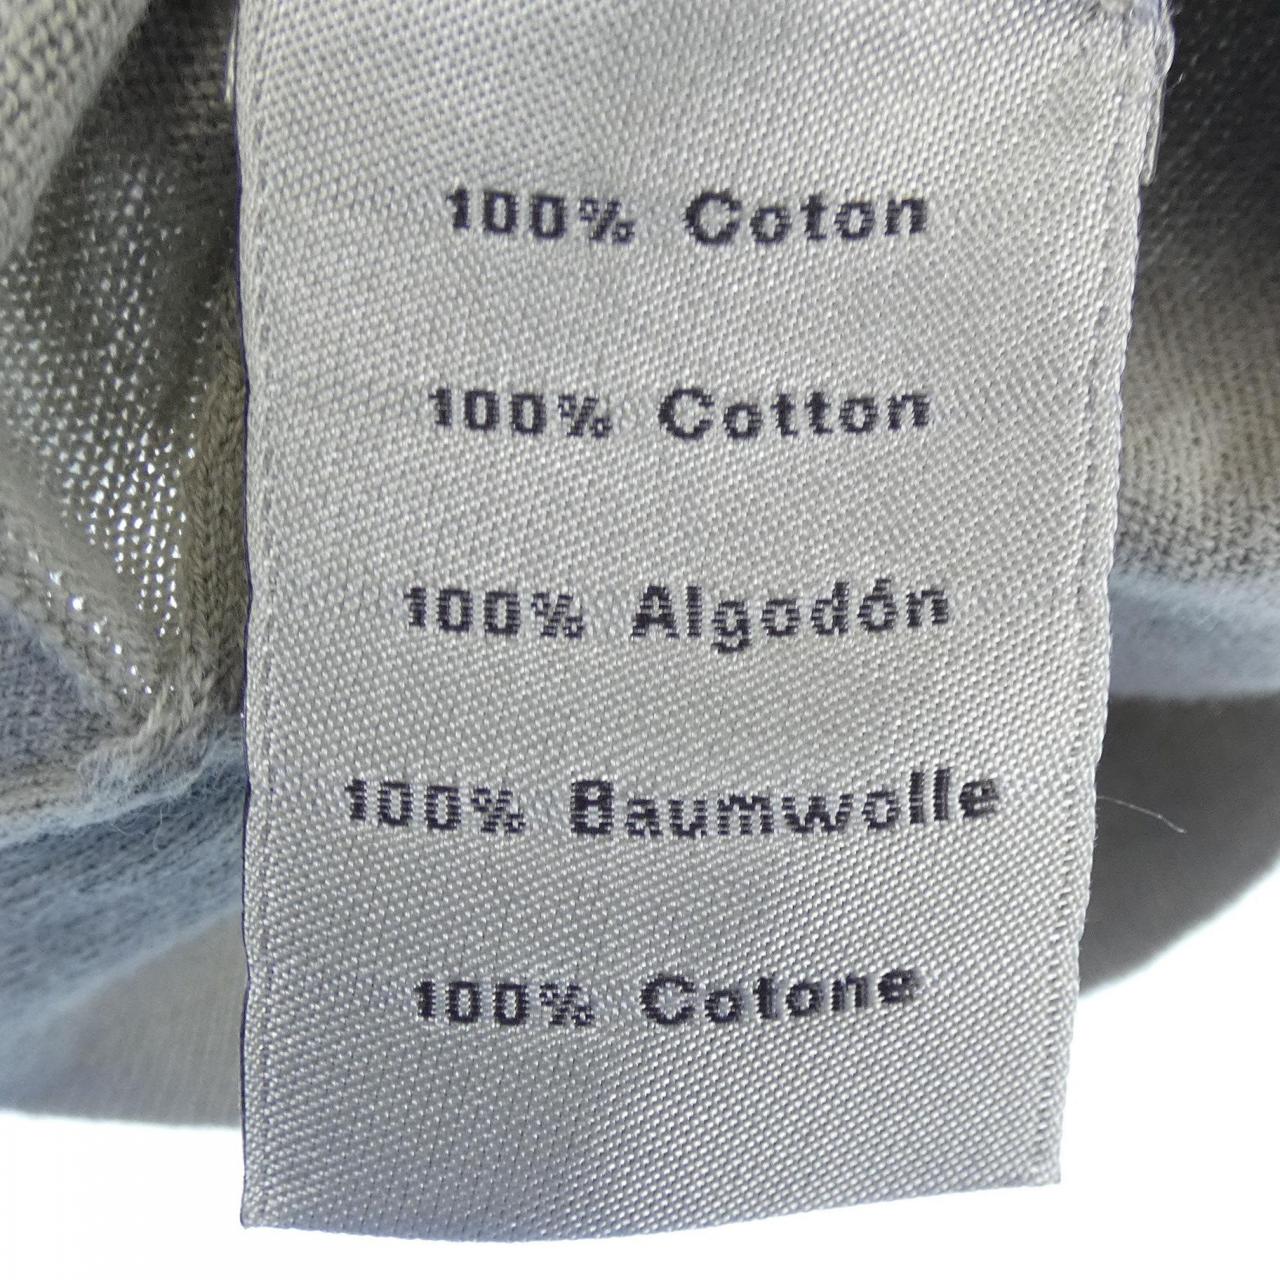 100% Coton
100% Cotton
100% Algodón
100% Baumwolle
100% Cotone